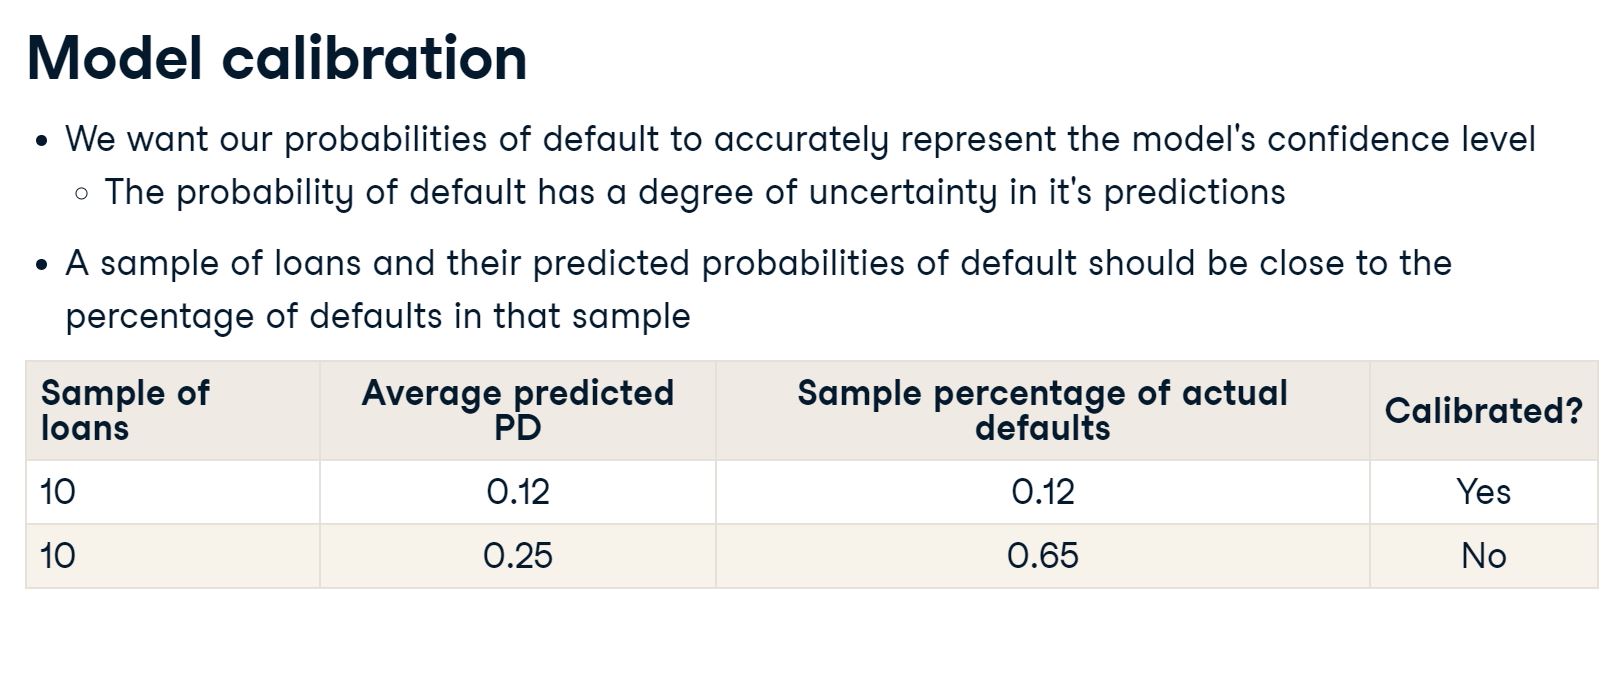 Model calibration
• We want our probabilities of default to accurately represent the model's confidence level
◦ The probability of default has a degree of uncertainty in it's predictions
• A sample of loans and their predicted probabilities of default should be close to the
percentage of defaults in that sample
Sample of
loans
Average predicted
PD
Sample percentage of actual
defaults
Calibrated?
10 0.12 0.12 Yes
10 0.25 0.65 No